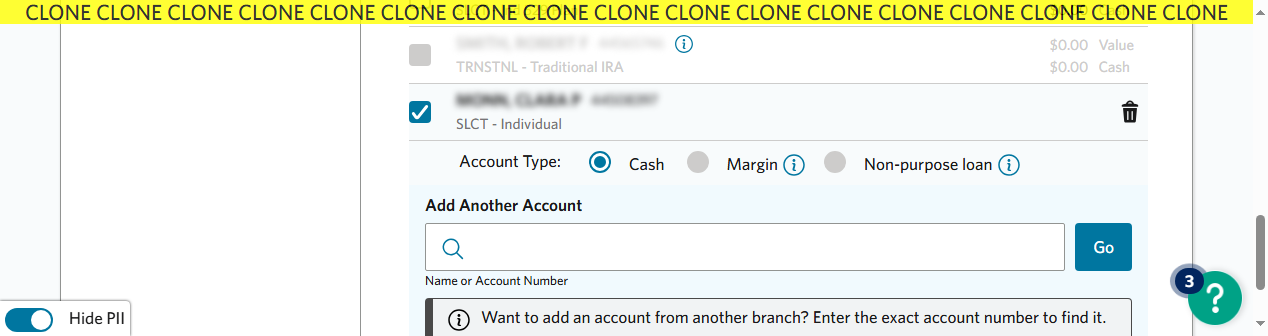 CLONE CLONE CLONE CLONE CLONE CLONE CLONE CLONE CLONE CLONE CLONE CLONE CLONE CLONE CLONE CLONE CLONE
$0.00 Value
TRNSTNL - Traditional IRA $0.00 Cash
SLCT - Individual
Account Type: Cash Margin Non-purpose loan
Add Another Account
Go
Name or Account Number
3
?
Want to add an account from another branch? Enter the exact account number to find it.
Hide PII